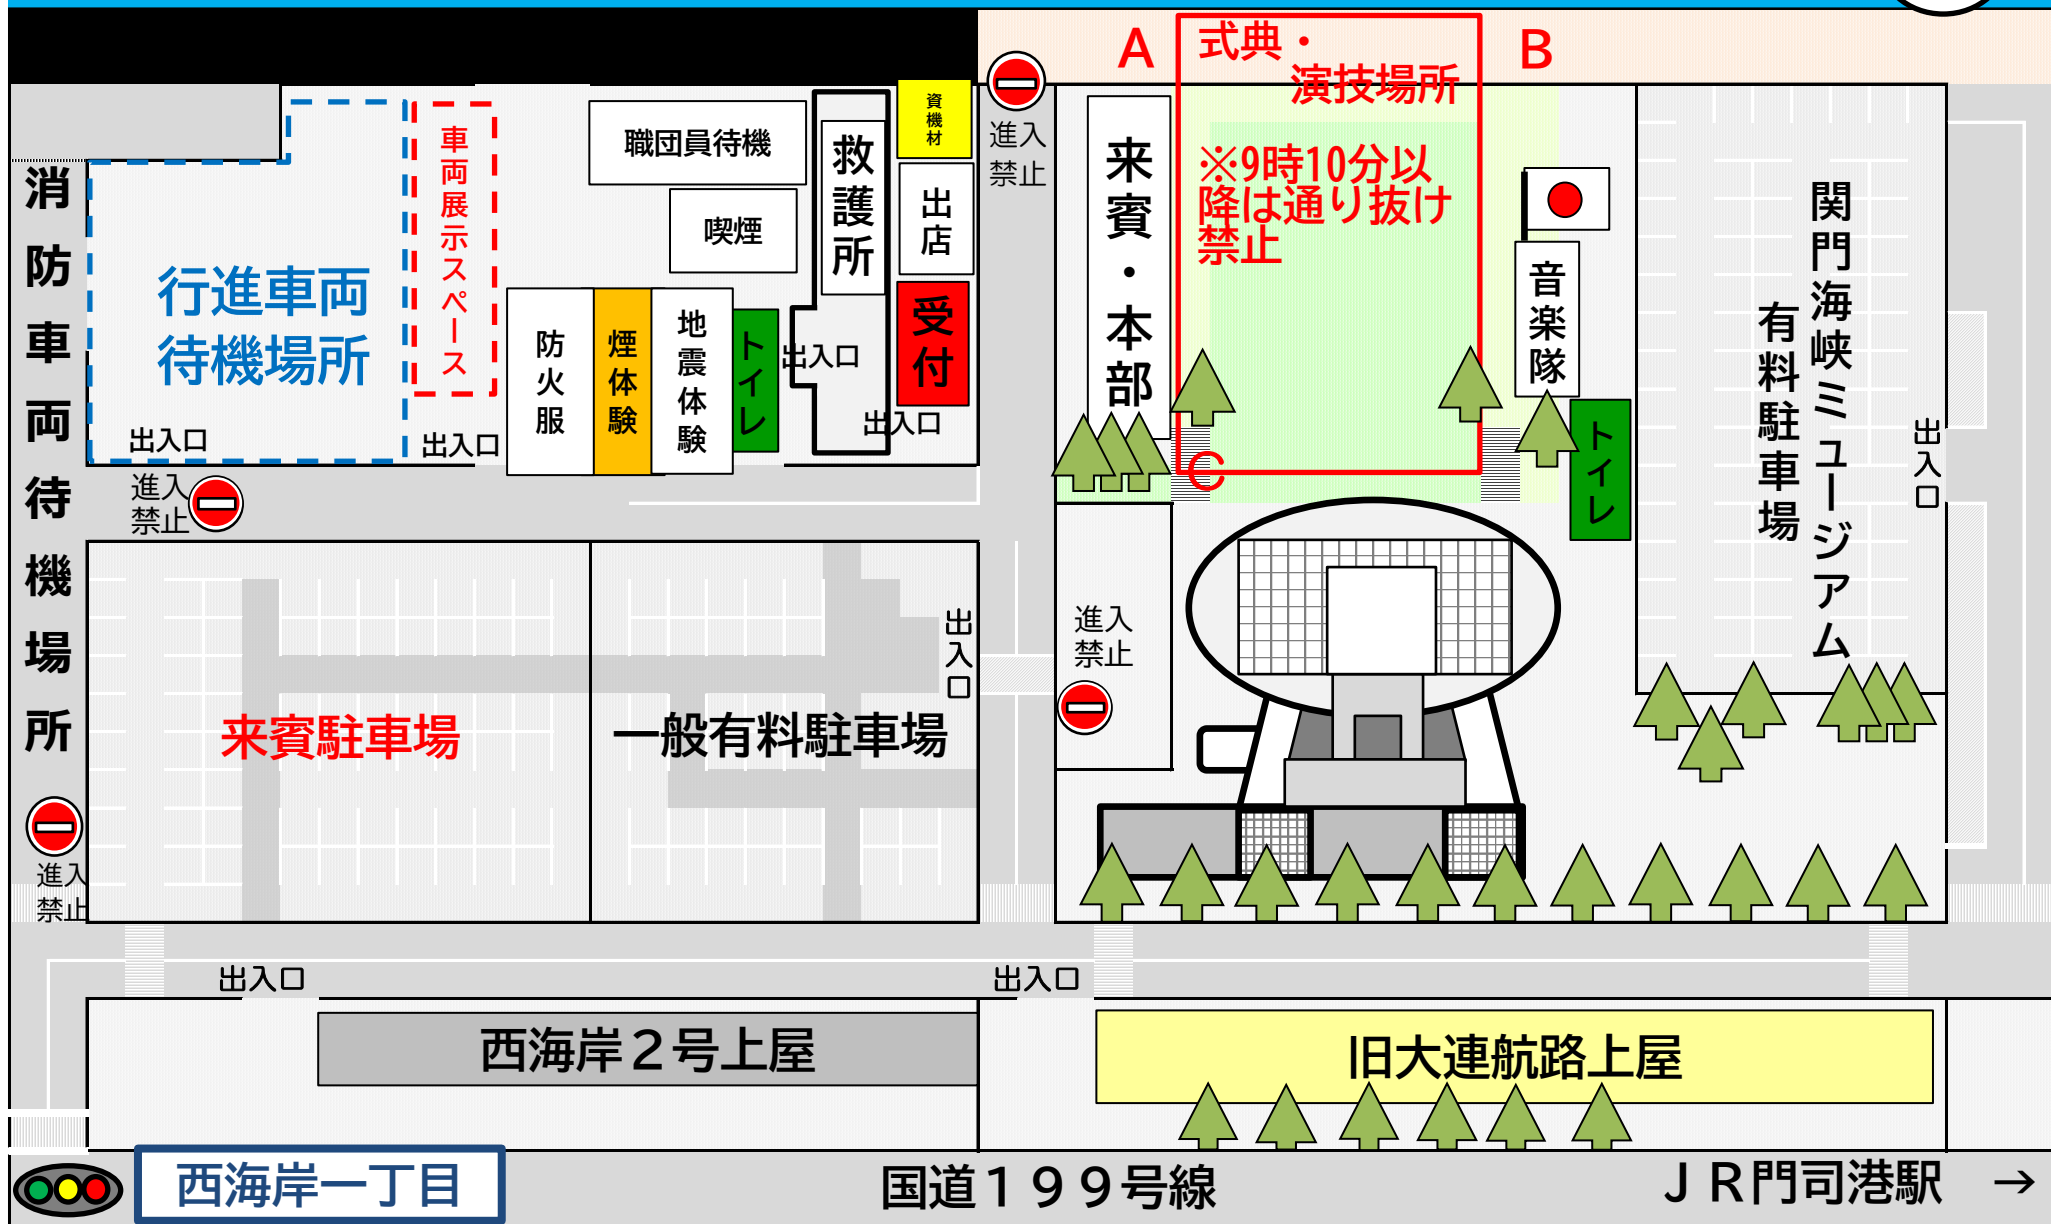 A
式典・
演技場所
B
※9時10分以
降は通り抜け
禁止
進入
禁止
資機材
職団員待機
救護所
出店
喫煙
受付
車両展示スペース
消防車両待機場所
行進車両
待機場所
防火服
煙体験
地震体験
トイレ
出入口
出入口
出入口
出入口
来賓・本部
音楽隊
トイレ
C
関門海峡ミュージアム
有料駐車場
出入口
進入
禁止
進入
禁止
出入口
来賓駐車場
一般有料駐車場
進入
禁止
出入口
出入口
西海岸2号上屋
旧大連航路上屋
西海岸一丁目
国道199号線
JR門司港駅 →